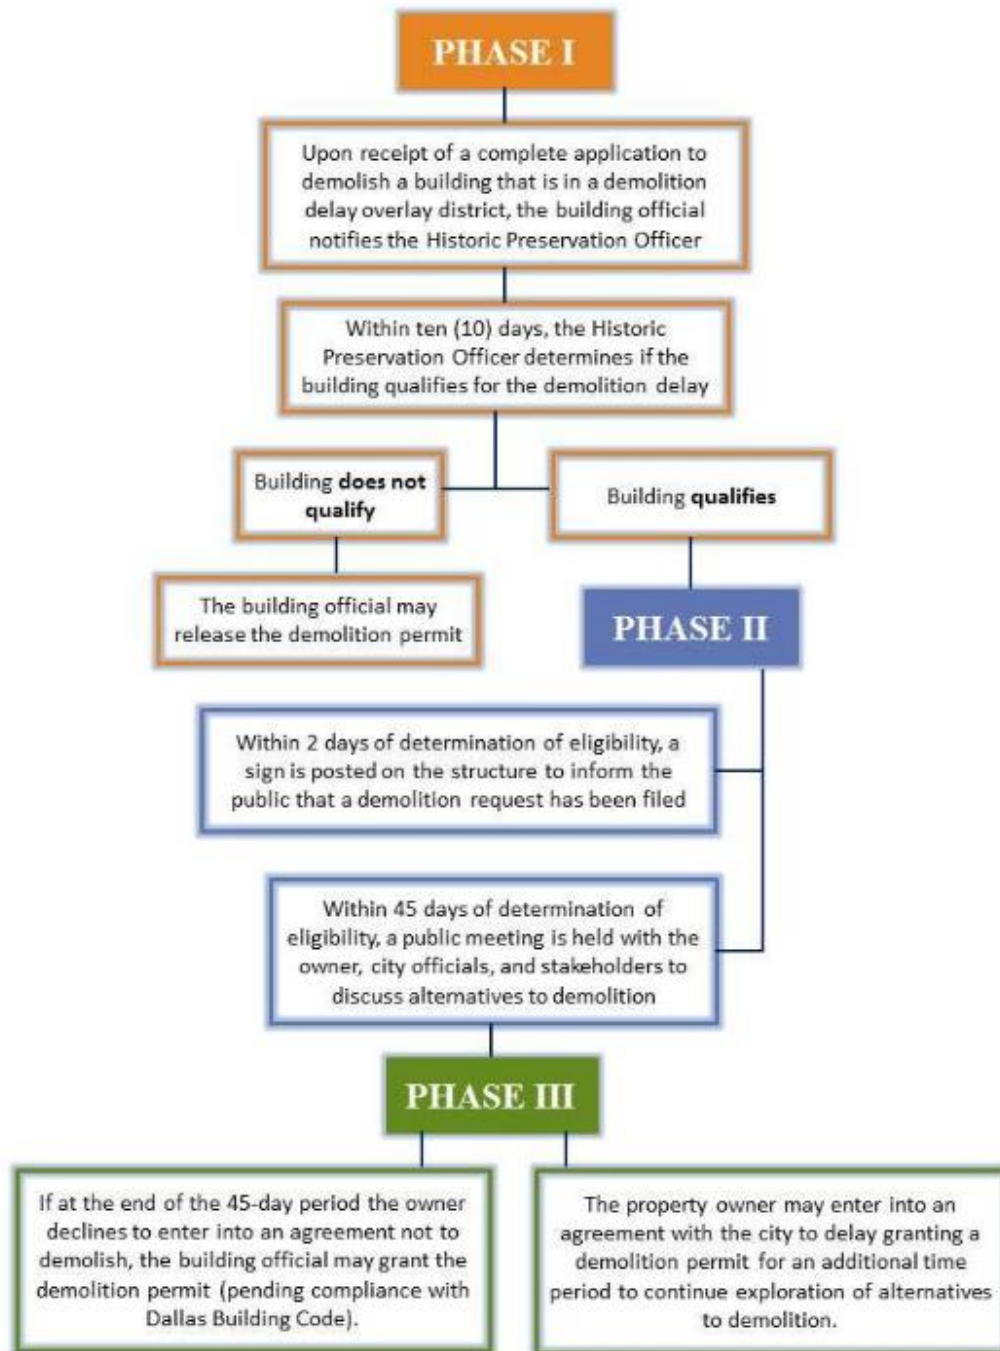 PHASE I
Upon receipt of a complete application to
demolish a building that is in a demolition
delay overlay district, the building official
notifies the Historic Preservation Officer
Within ten (10) days, the Historic
Preservation Officer determines if the
building qualifies for the demolition delay
Building does not
qualify
Building qualifies
The building official may
release the demolition permit
PHASE II
Within 2 days of determination of eligibility, a
sign is posted on the structure to inform the
public that a demolition request has been filed
Within 45 days of determination of
eligibility, a public meeting is held with the
owner, city officials, and stakeholders to
discuss alternatives to demolition
PHASE III
If at the end of the 45-day period the owner
declines to enter into an agreement not to
demolish, the building official may grant the
demolition permit (pending compliance with
Dallas Building Code).
The property owner may enter into an
agreement with the city to delay granting a
demolition permit for an additional time
period to continue exploration of alternatives
to demolition.